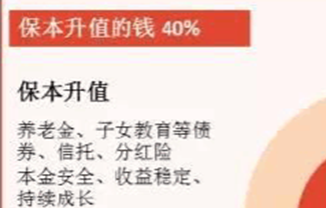 保本升值的钱 40%
保本升值
养老金、子女教育等债
券、信托、分红险
本金安全、收益稳定、
持续成长